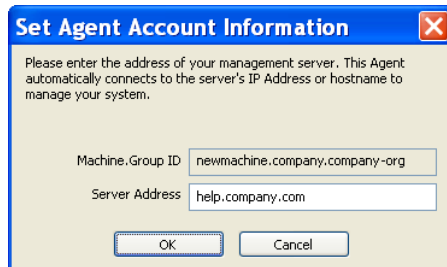 Set Agent Account Information
Please enter the address of your management server. This Agent
automatically connects to the server's IP Address or hostname to
manage your system.
Machine.Group ID newmachine.company.company-org
Server Address help.company.com
OK Cancel